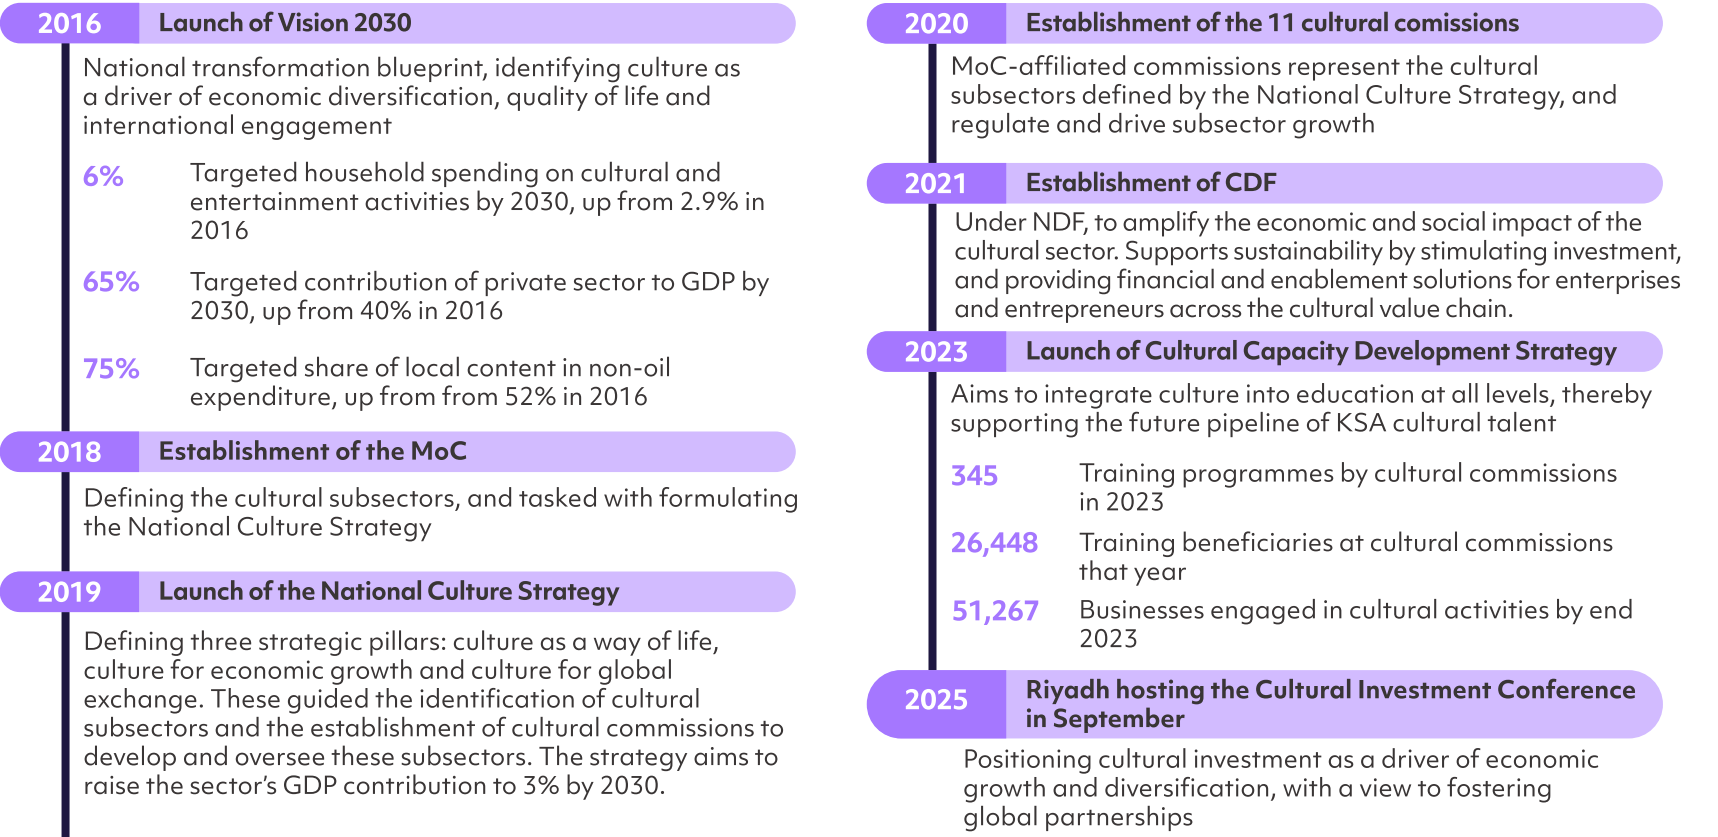 2016
Launch of Vision 2030
National transformation blueprint, identifying culture as
a driver of economic diversification, quality of life and
international engagement
6%
Targeted household spending on cultural and
entertainment activities by 2030, up from 2.9% in
2016
65%
Targeted contribution of private sector to GDP by
2030, up from 40% in 2016
75%
Targeted share of local content in non-oil
expenditure, up from from 52% in 2016
2018
Establishment of the MoC
Defining the cultural subsectors, and tasked with formulating
the National Culture Strategy
2019
Launch of the National Culture Strategy
Defining three strategic pillars: culture as a way of life,
culture for economic growth and culture for global
exchange. These guided the identification of cultural
subsectors and the establishment of cultural commissions to
develop and oversee these subsectors. The strategy aims to
raise the sector’s GDP contribution to 3% by 2030.
2020
Establishment of the 11 cultural comissions
MoC-affiliated commissions represent the cultural
subsectors defined by the National Culture Strategy, and
regulate and drive subsector growth
2021
Establishment of CDF
Under NDF, to amplify the economic and social impact of the
cultural sector. Supports sustainability by stimulating investment,
and providing financial and enablement solutions for enterprises
and entrepreneurs across the cultural value chain.
2023
Launch of Cultural Capacity Development Strategy
Aims to integrate culture into education at all levels, thereby
supporting the future pipeline of KSA cultural talent
345
Training programmes by cultural commissions
in 2023
26,448
Training beneficiaries at cultural commissions
that year
51,267
Businesses engaged in cultural activities by end
2023
2025
Riyadh hosting the Cultural Investment Conference
in September
Positioning cultural investment as a driver of economic
growth and diversification, with a view to fostering
global partnerships